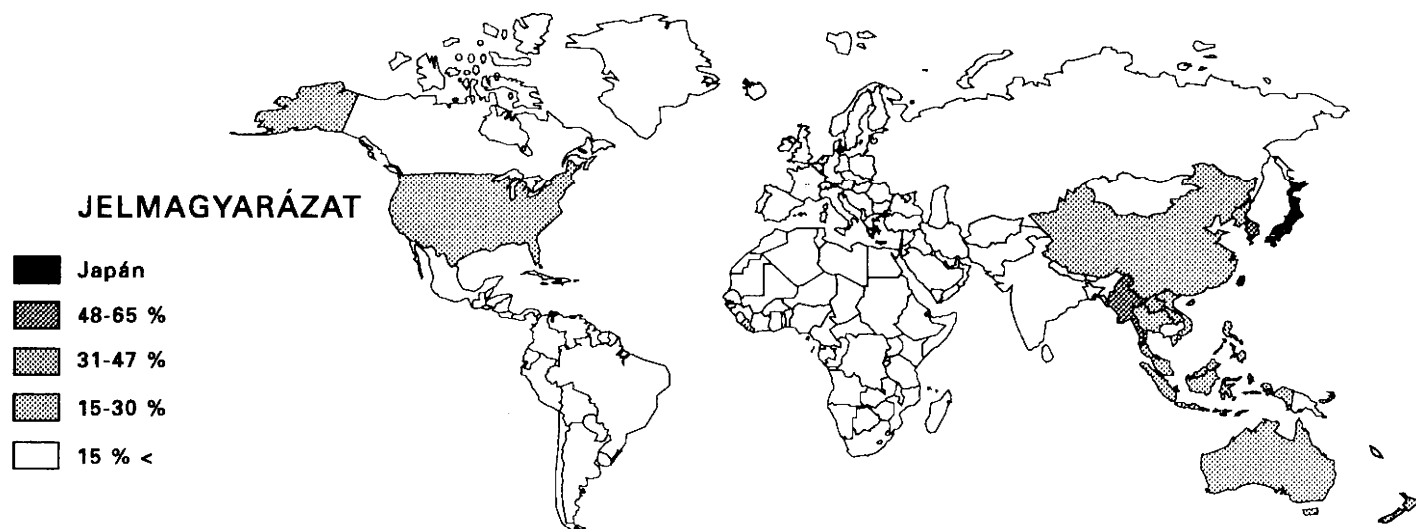 JELMAGYARÁZAT
Japán
48-65 %
31-47 %
15-30 %
15 % <